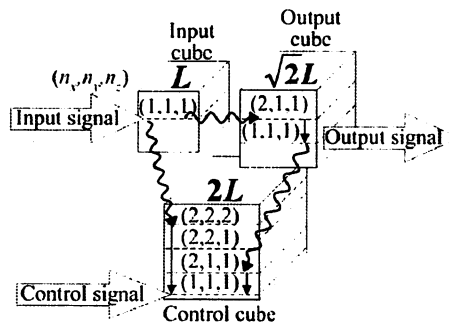 Input
cube
Output
cube
(n_x,n_y,n_z)
L
√2L
(1.1.1)
(2,1,1)
(1.1,1)
Input signal
Output signal
2L
(2,2,2)
(2,2,1)
(2,1,1)
(1,1,1)
Control signal
Control cube